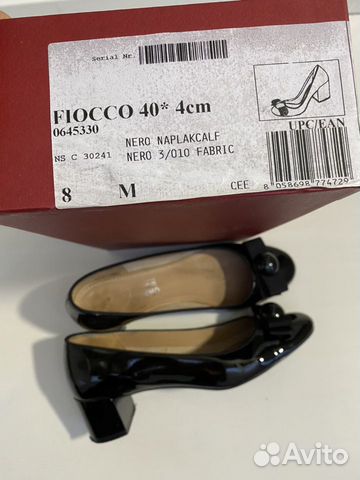 Serial Nr.
FIOCCO 40* 4cm
0645330
UPC/EAN
NERO NAPLAKCALF
NS C 30241 NERO 3/010 FABRIC
8 M CEE
8 058698 774729
Avito